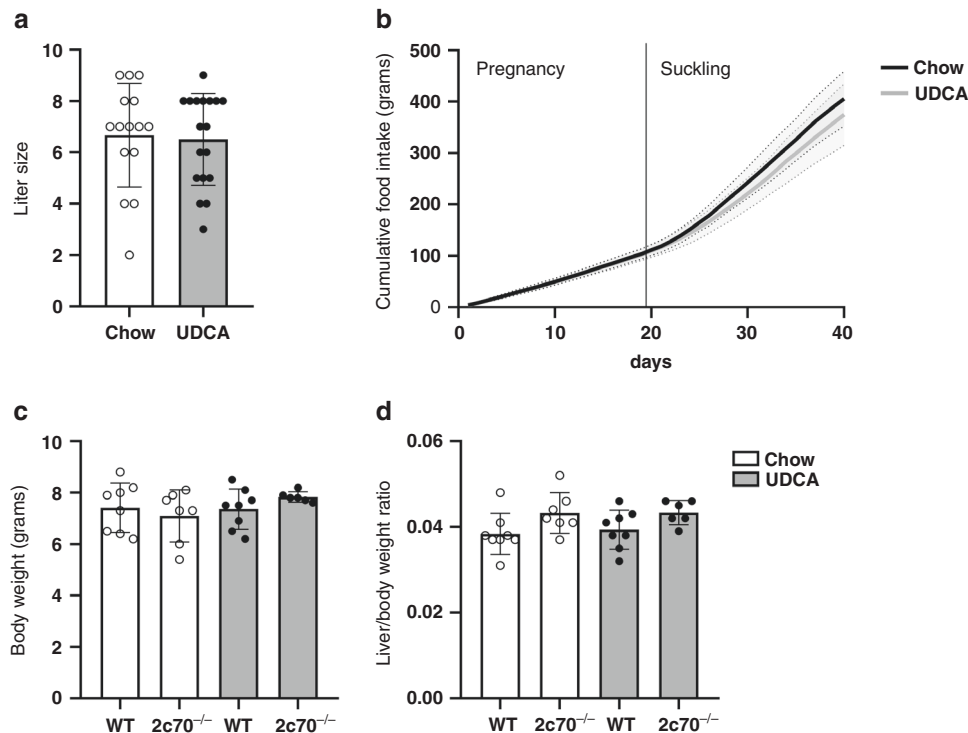 a
Liter size
10
8
6
4
2
0
Chow UDCA
b
Cumulative food intake (grams)
500
400
300
200
100
0
Pregnancy Suckling
0 10 20 30 40
days
Chow
UDCA
c
Body weight (grams)
10
8
6
4
2
0
WT 2c70–/– WT 2c70–/–
d
Liver/body weight ratio
0.06
0.04
0.02
0.00
WT 2c70–/– WT 2c70–/–
Chow
UDCA